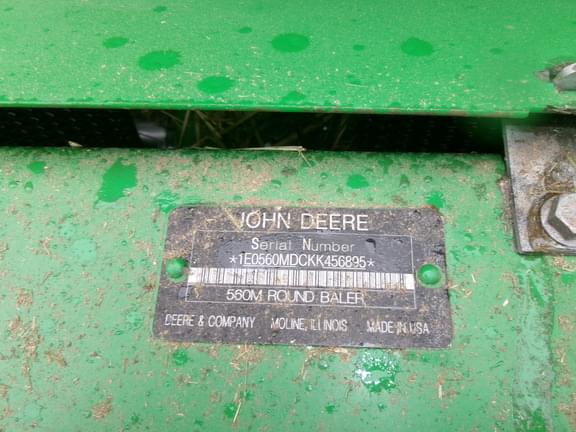 JOHN DEERE
Serial Number
*1E0560MDCKK456895*
560M ROUND BALER
DEERE & COMPANY MOLINE, ILLINOIS MADE IN USA